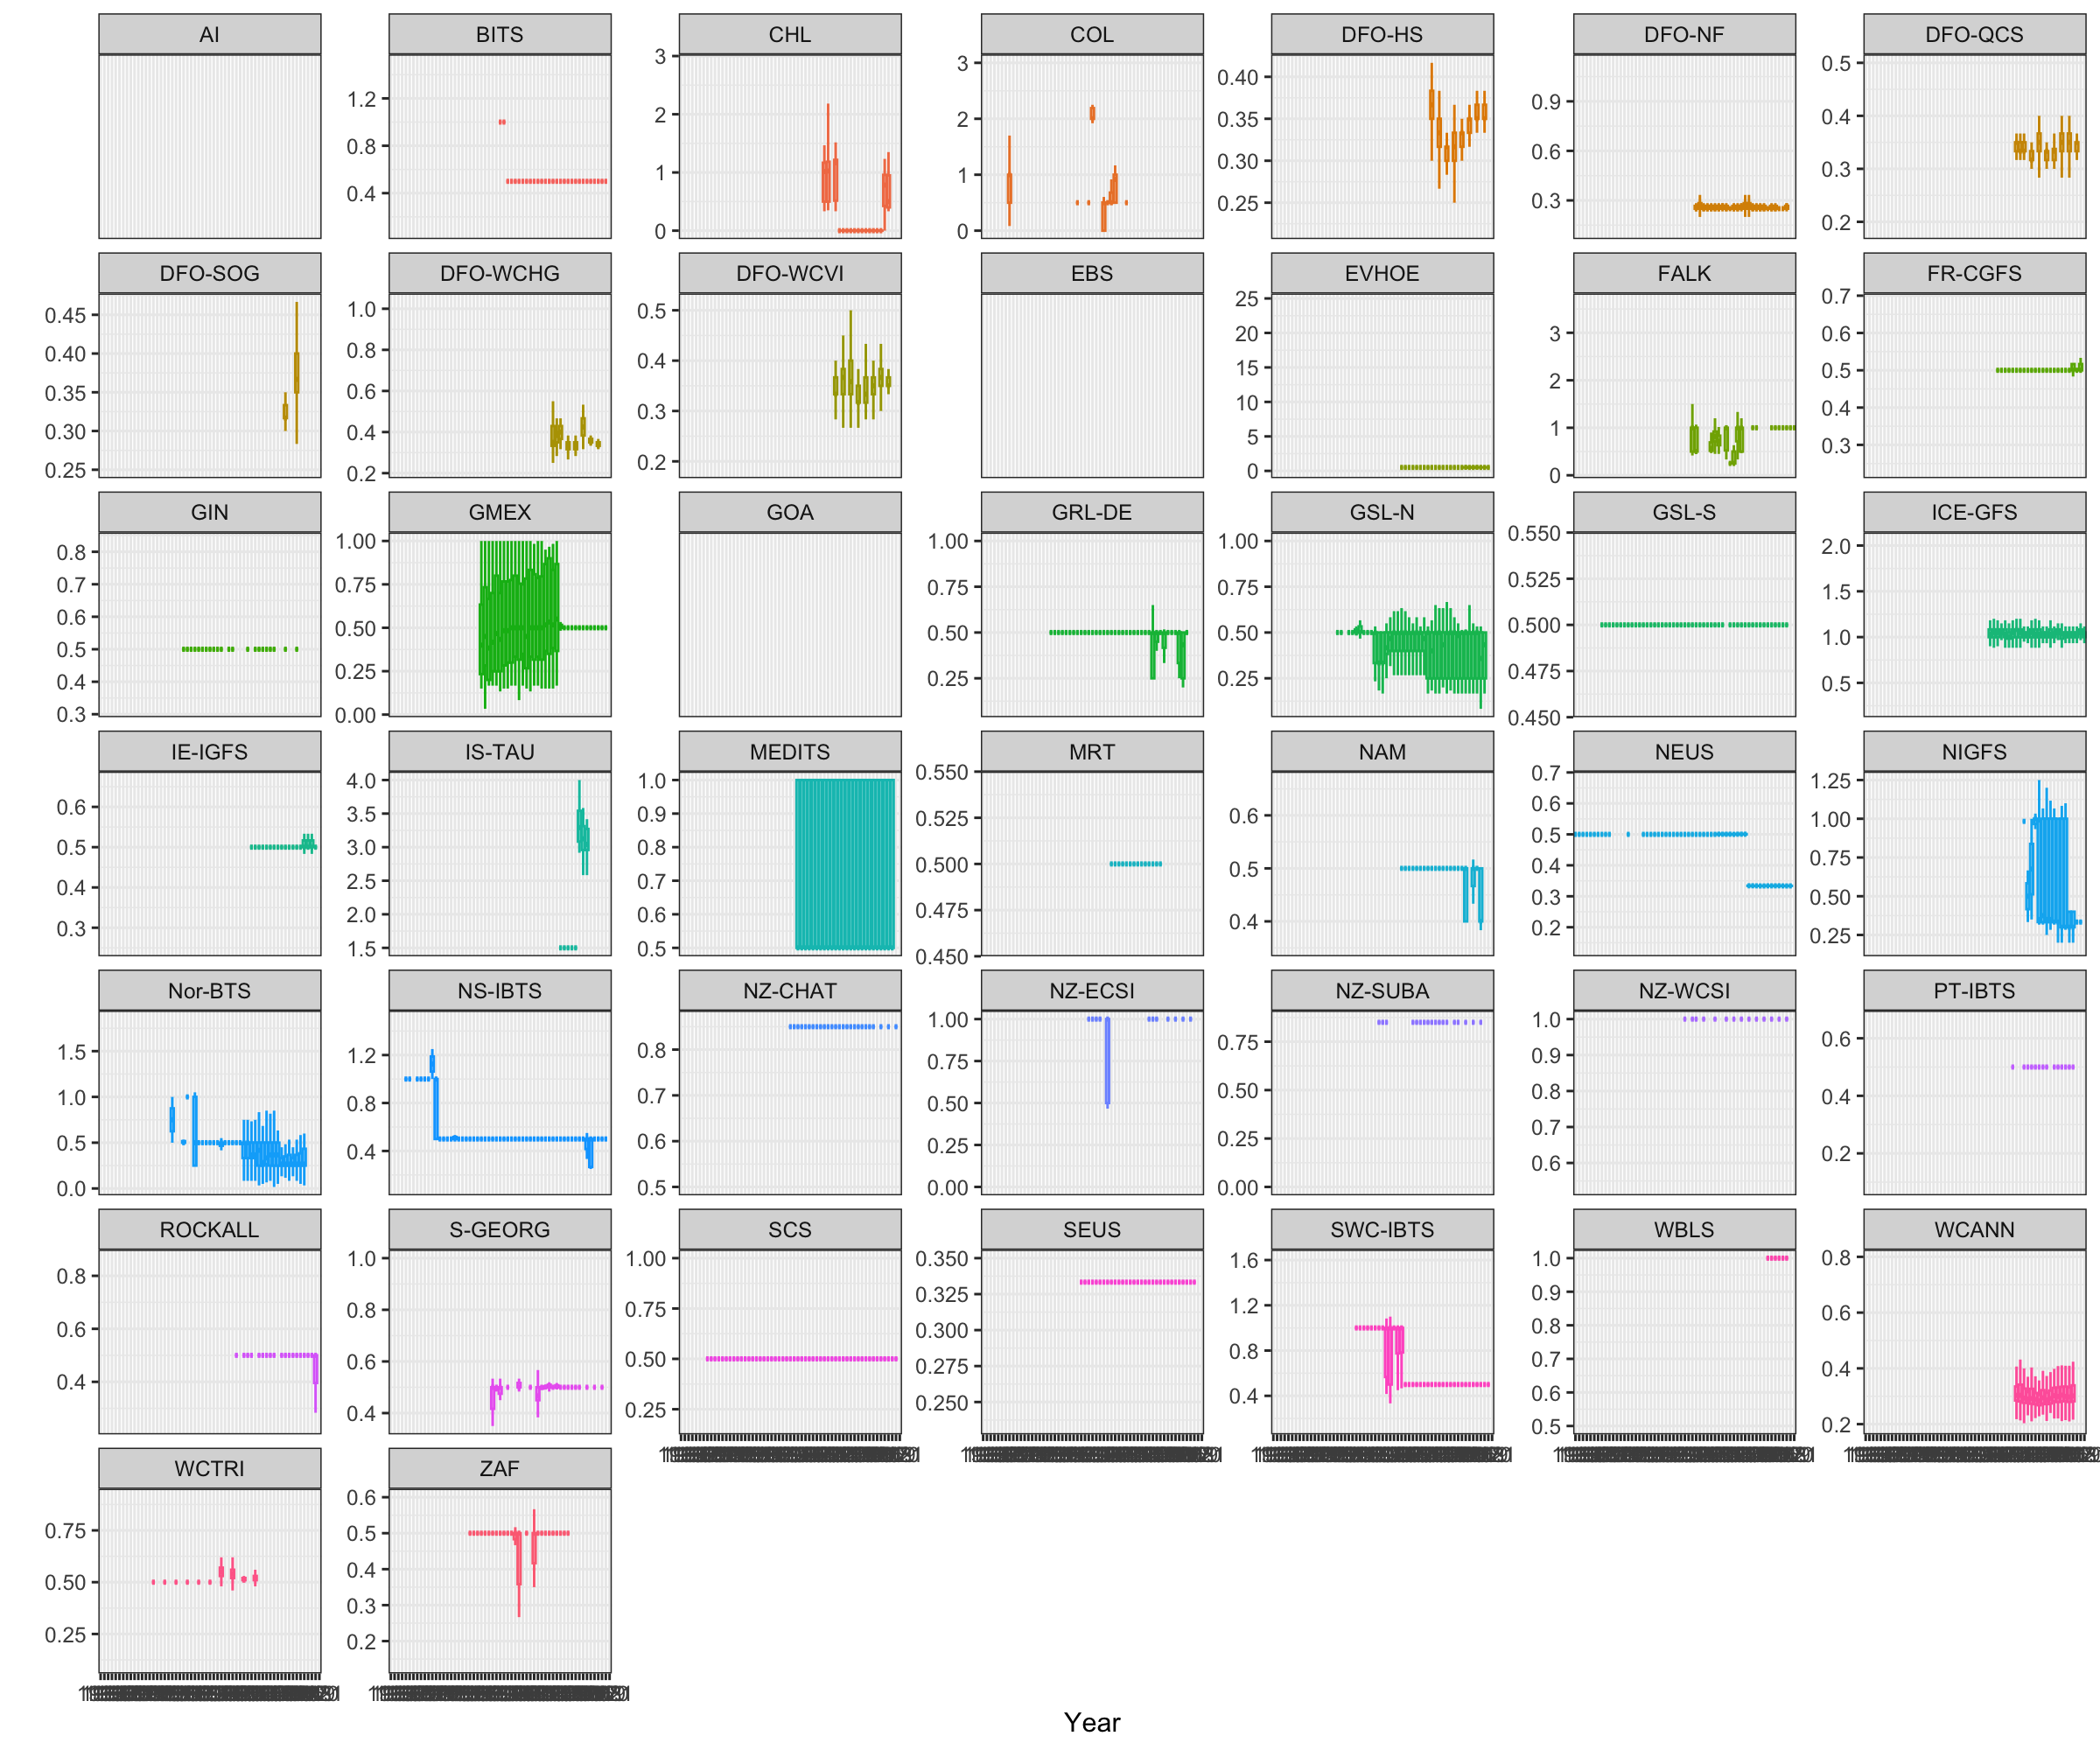 AI BITS CHL COL DFO-HS DFO-NF DFO-QCS
1.2 0.8 0.4
3 2 1 0
3 2 1 0
0.40 0.35 0.30 0.25
0.9 0.6 0.3
0.5 0.4 0.3 0.2
DFO-SOG DFO-WCHG DFO-WCVI EBS EVHOE FALK FR-CGFS
0.45 0.40 0.35 0.30 0.25
1.0 0.8 0.6 0.4 0.2
0.5 0.4 0.3 0.2
25 20 15 10 5 0
3 2 1 0
0.7 0.6 0.5 0.4 0.3
GIN GMEX GOA GRL-DE GSL-N GSL-S ICE-GFS
0.8 0.7 0.6 0.5 0.4 0.3
1.00 0.75 0.50 0.25 0.00
1.00 0.75 0.50 0.25
1.00 0.75 0.50 0.25
0.550 0.525 0.500 0.475 0.450
2.0 1.5 1.0 0.5
IE-IGFS IS-TAU MEDITS MRT NAM NEUS NIGFS
0.6 0.5 0.4 0.3
4.0 3.5 3.0 2.5 2.0 1.5
1.0 0.9 0.8 0.7 0.6 0.5
0.550 0.525 0.500 0.475 0.450
0.6 0.5 0.4
0.7 0.6 0.5 0.4 0.3 0.2
1.25 1.00 0.75 0.50 0.25
Nor-BTS NS-IBTS NZ-CHAT NZ-ECSI NZ-SUBA NZ-WCSI PT-IBTS
1.5 1.0 0.5 0.0
1.2 0.8 0.4
0.8 0.7 0.6 0.5
1.00 0.75 0.50 0.25 0.00
0.75 0.50 0.25 0.00
1.0 0.9 0.8 0.7 0.6
0.6 0.4 0.2
ROCKALL S-GEORG SCS SEUS SWC-IBTS WBLS WCANN
0.8 0.6 0.4
1.0 0.8 0.6 0.4
1.00 0.75 0.50 0.25
0.350 0.325 0.300 0.275 0.250
1.6 1.2 0.8 0.4
1.0 0.9 0.8 0.7 0.6 0.5
0.8 0.6 0.4 0.2
WCTRI ZAF
0.75 0.50 0.25
0.6 0.5 0.4 0.3 0.2
Year